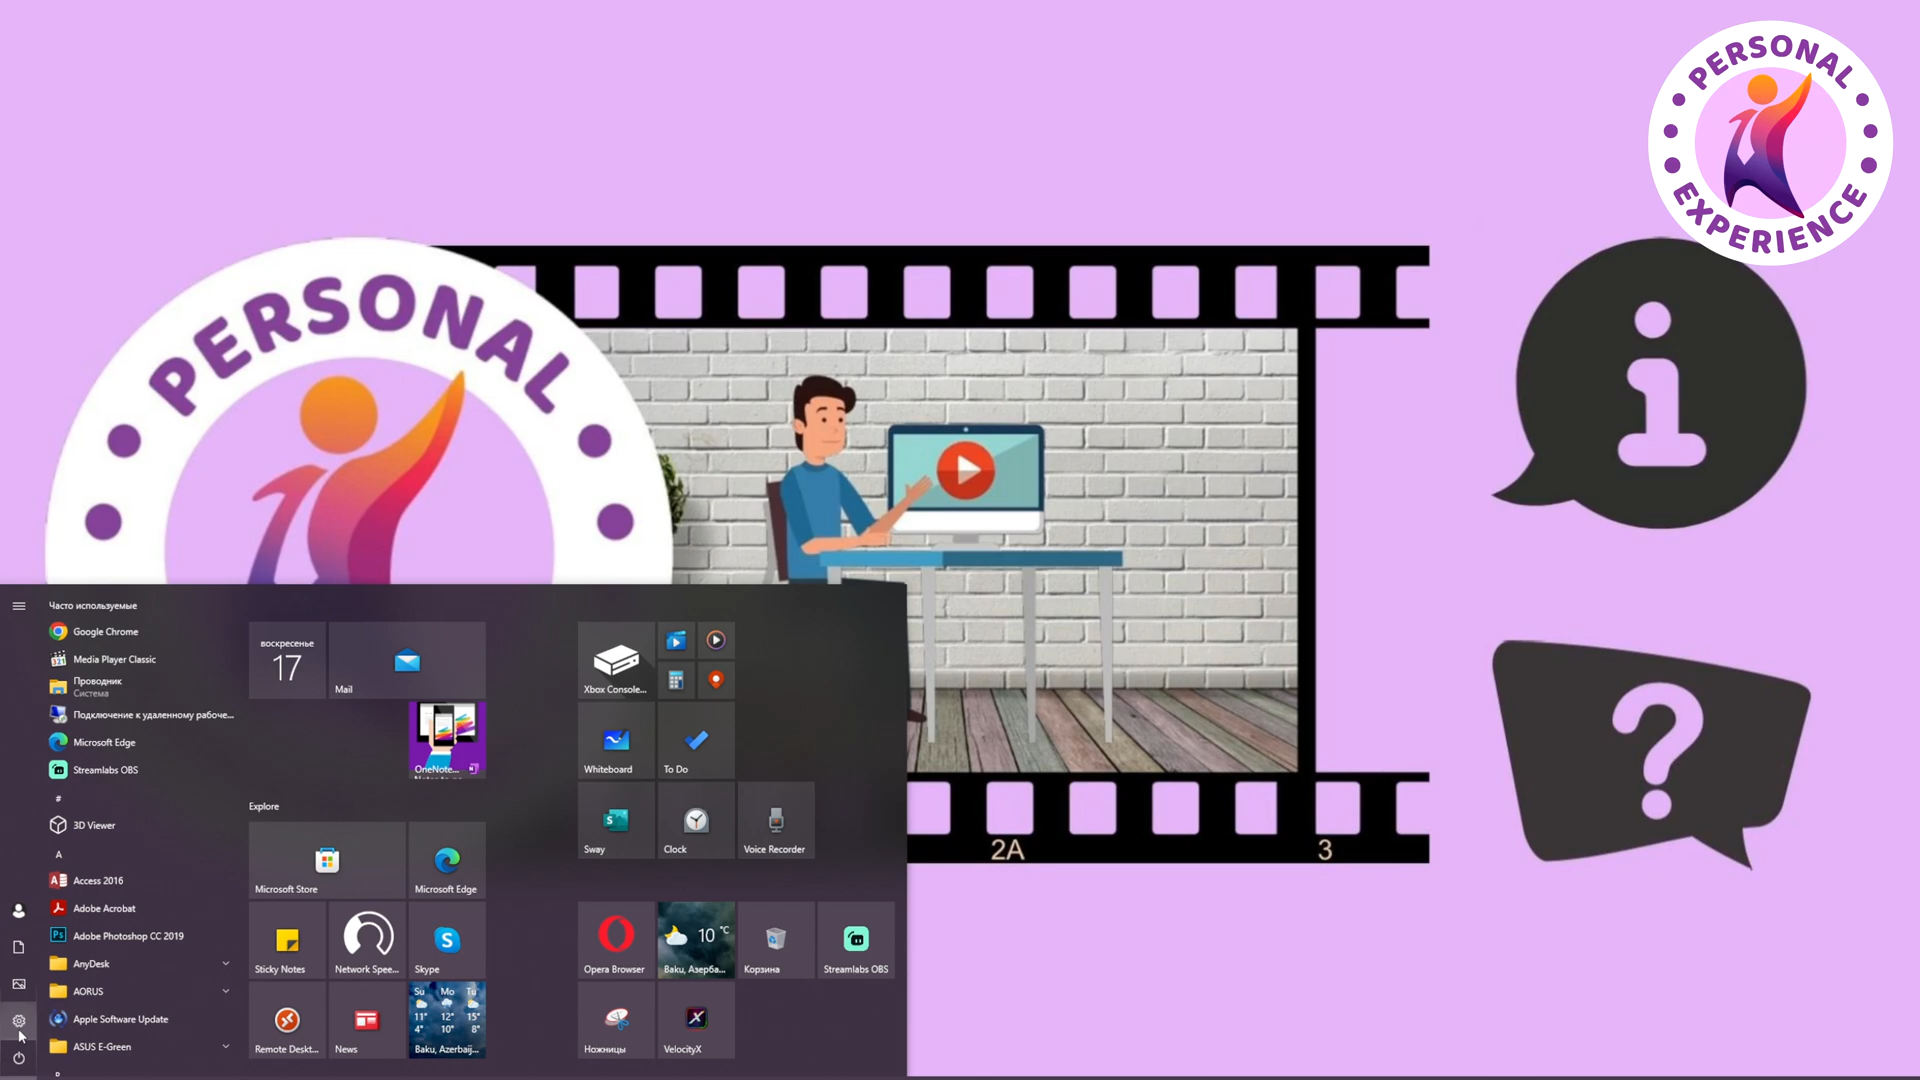 PERSONAL
EXPERIENCE
PERSONAL
2A
3
Часто используемые
Google Chrome
Media Player Classic
Проводник
Система
Подключение к удаленному рабоче...
Microsoft Edge
Streamlabs OBS
#
3D Viewer
A
Access 2016
Adobe Acrobat
Adobe Photoshop CC 2019
AnyDesk
AORUS
Apple Software Update
ASUS E-Green
воскресенье
17
Mail
OneNote...
Explore
Microsoft Store
Microsoft Edge
Sticky Notes
Network Spee...
Skype
Remote Deskt...
News
Su Mo Tu
11° 12° 15°
4° 10° 8°
Baku, Azerbaij...
Xbox Console...
Whiteboard
To Do
Sway
Clock
Voice Recorder
Opera Browser
10 °C
Baku, Азерба...
Корзина
Streamlabs OBS
Ножницы
VelocityX